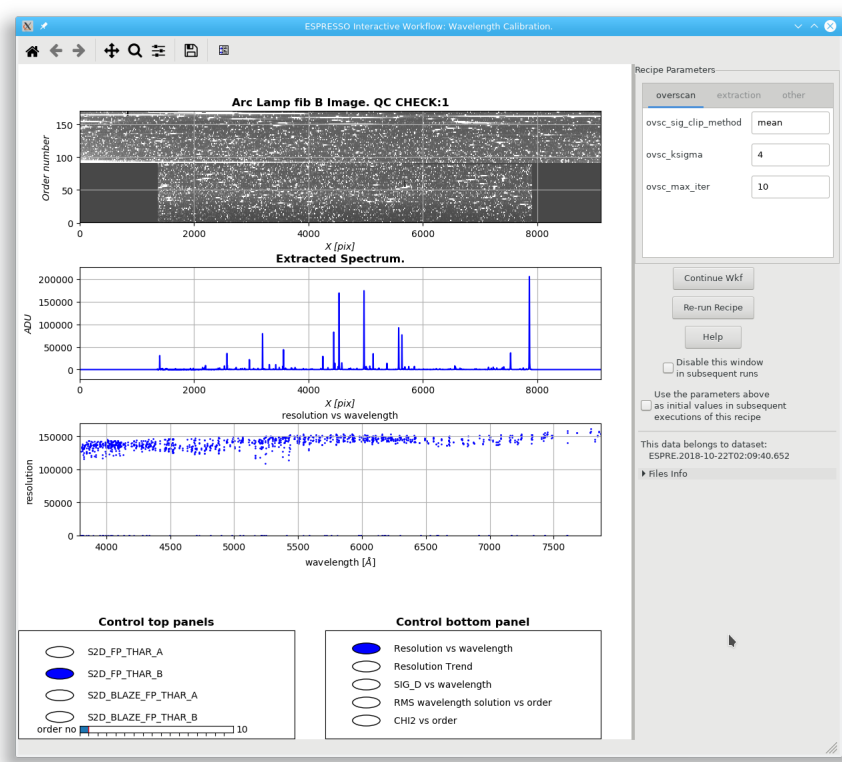 ESPRESSO Interactive Workflow: Wavelength Calibration.
Arc Lamp fib B Image. QC CHECK:1
150
100
50
0
Order number
0 2000 4000 6000 8000
X [pix]
Extracted Spectrum.
200000
150000
100000
50000
0
ADU
0 2000 4000 6000 8000
X [pix]
resolution vs wavelength
150000
100000
50000
0
resolution
4000 4500 5000 5500 6000 6500 7000 7500
wavelength [Å]
Control top panels
S2D_FP_THAR_A
S2D_FP_THAR_B
S2D_BLAZE_FP_THAR_A
S2D_BLAZE_FP_THAR_B
order no 10
Control bottom panel
Resolution vs wavelength
Resolution Trend
SIG_D vs wavelength
RMS wavelength solution vs order
CHI2 vs order
Recipe Parameters
overscan extraction other
ovsc_sig_clip_method mean
ovsc_ksigma 4
ovsc_max_iter 10
Continue Wkf
Re-run Recipe
Help
Disable this window
in subsequent runs
Use the parameters above
as initial values in subsequent
executions of this recipe
This data belongs to dataset:
ESPRE.2018-10-22T02:09:40.652
Files Info